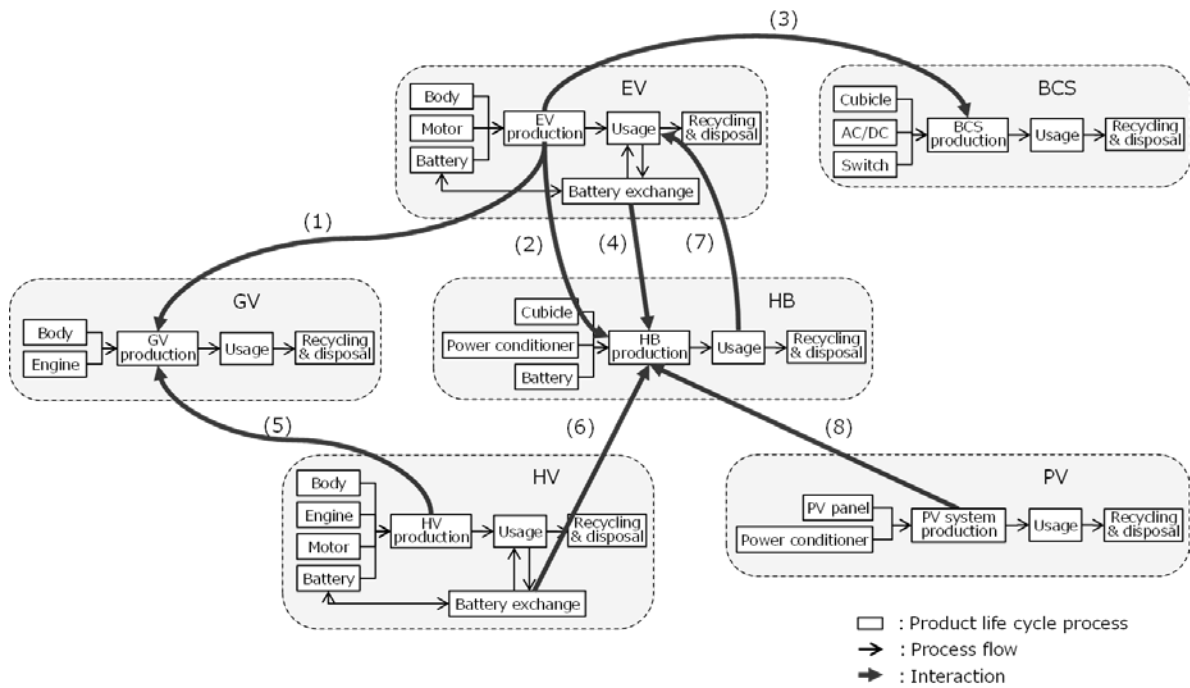 (3)
EV
Body
Motor
Battery
EV
production
Usage
Recycling
& disposal
Battery exchange
BCS
Cubicle
AC/DC
Switch
BCS
production
Usage
Recycling
& disposal
(1)
(2)
(4)
(7)
GV
Body
Engine
GV
production
Usage
Recycling
& disposal
HB
Cubicle
Power conditioner
Battery
HB
production
Usage
Recycling
& disposal
(5)
(6)
(8)
HV
Body
Engine
Motor
Battery
HV
production
Usage
Recycling
& disposal
Battery exchange
PV
PV panel
Power conditioner
PV system
production
Usage
Recycling
& disposal
: Product life cycle process
: Process flow
: Interaction